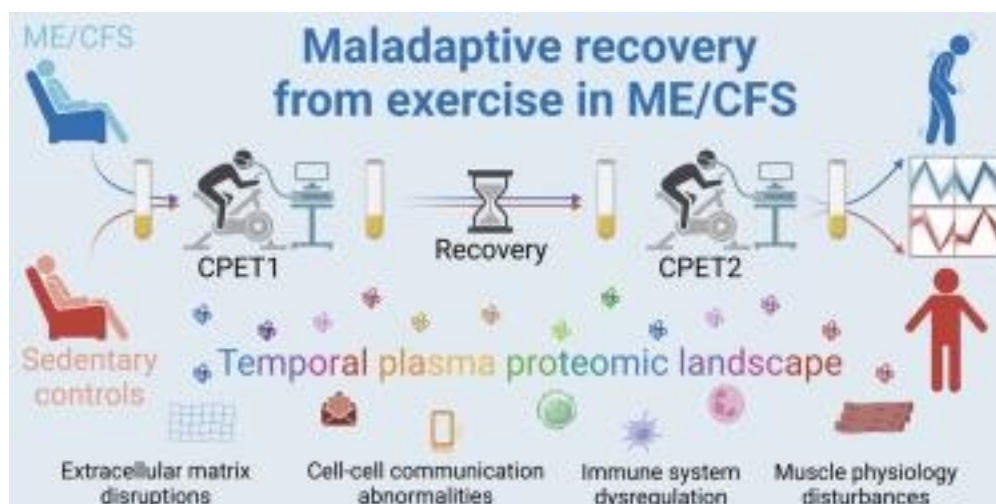 ME/CFS
Maladaptive recovery
from exercise in ME/CFS
CPET1
Recovery
CPET2
Temporal plasma proteomic landscape
Sedentary
controls
Extracellular matrix
disruptions
Cell-cell communication
abnormalities
Immune system
dysregulation
Muscle physiology
disturbances